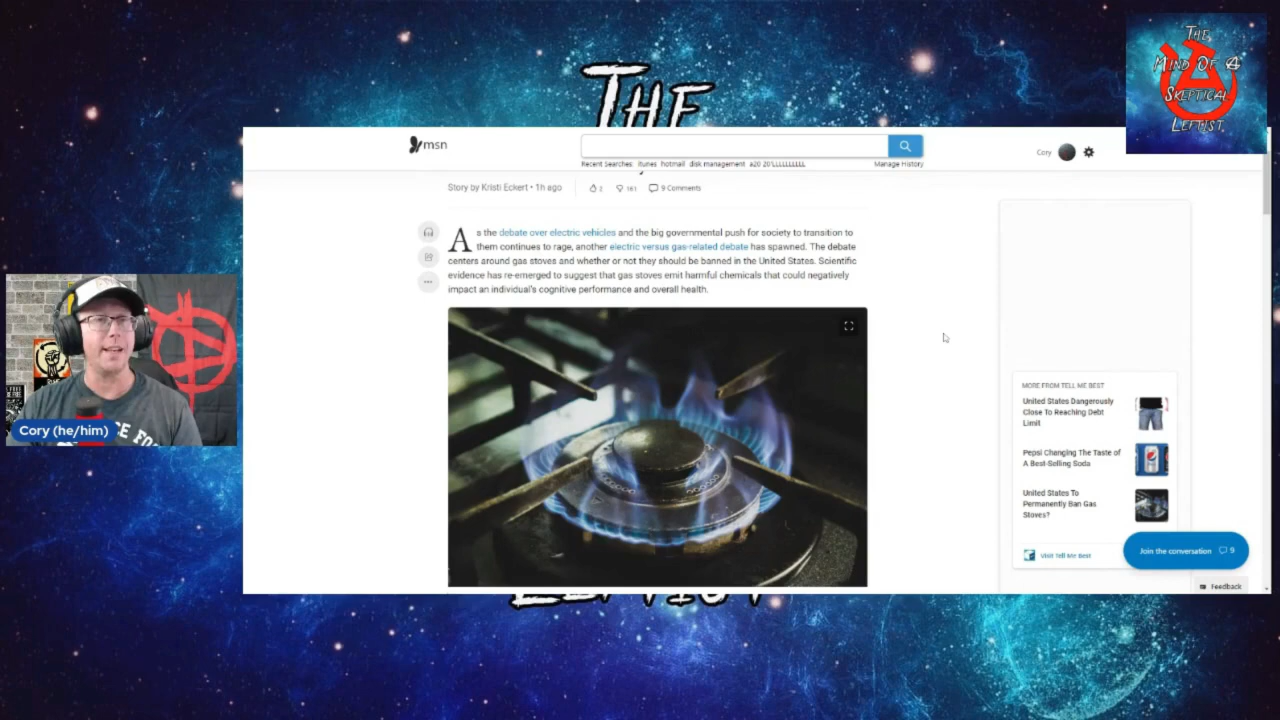 THE
THE
MIND OF A
SKEPTICAL
LEFTIST
msn
Recent Searches: itunes hotmail disk management
Manage History
Cory
Story by Kristi Eckert • 1h ago
2
161
9 Comments
As the debate over electric vehicles and the big governmental push for society to transition to
them continues to rage, another electric versus gas-related debate has spawned. The debate
centers around gas stoves and whether or not they should be banned in the United States. Scientific
evidence has re-emerged to suggest that gas stoves emit harmful chemicals that could negatively
impact an individual's cognitive performance and overall health.
MORE FROM TELL ME BEST
United States Dangerously
Close To Reaching Debt
Limit
Pepsi Changing The Taste of
A Best-Selling Soda
United States To
Permanently Ban Gas
Stoves?
Visit Tell Me Best
Join the conversation 9
Feedback
Cory (he/him)